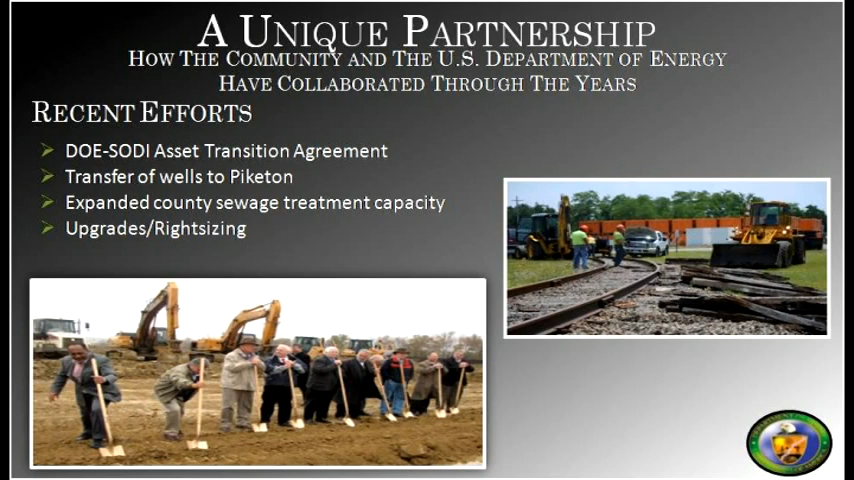 A UNIQUE PARTNERSHIP
HOW THE COMMUNITY AND THE U.S. DEPARTMENT OF ENERGY
HAVE COLLABORATED THROUGH THE YEARS
RECENT EFFORTS
DOE-SODI Asset Transition Agreement
Transfer of wells to Piketon
Expanded county sewage treatment capacity
Upgrades/Rightsizing